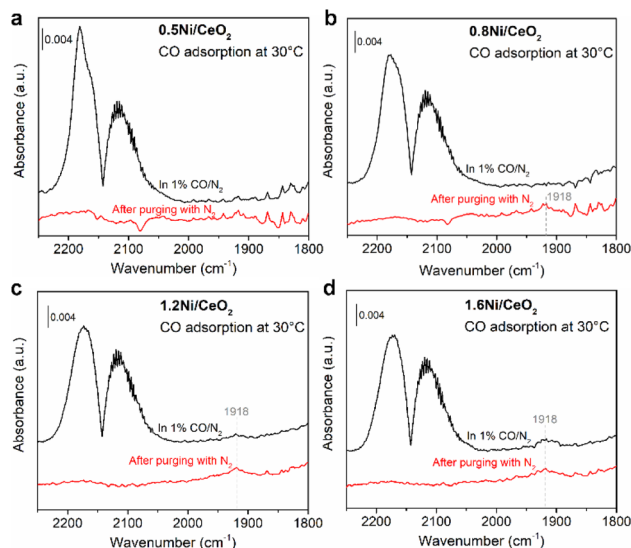 a
0.5Ni/CeO₂
CO adsorption at 30°C
0.004
Absorbance (a.u.)
In 1% CO/N₂
After purging with N₂
2200 2100 2000 1900 1800
Wavenumber (cm⁻¹)
b
0.8Ni/CeO₂
CO adsorption at 30°C
0.004
Absorbance (a.u.)
In 1% CO/N₂
After purging with N₂
1918
2200 2100 2000 1900 1800
Wavenumber (cm⁻¹)
c
1.2Ni/CeO₂
CO adsorption at 30°C
0.004
Absorbance (a.u.)
1918
In 1% CO/N₂
After purging with N₂
2200 2100 2000 1900 1800
Wavenumber (cm⁻¹)
d
1.6Ni/CeO₂
CO adsorption at 30°C
0.004
Absorbance (a.u.)
1918
In 1% CO/N₂
After purging with N₂
2200 2100 2000 1900 1800
Wavenumber (cm⁻¹)